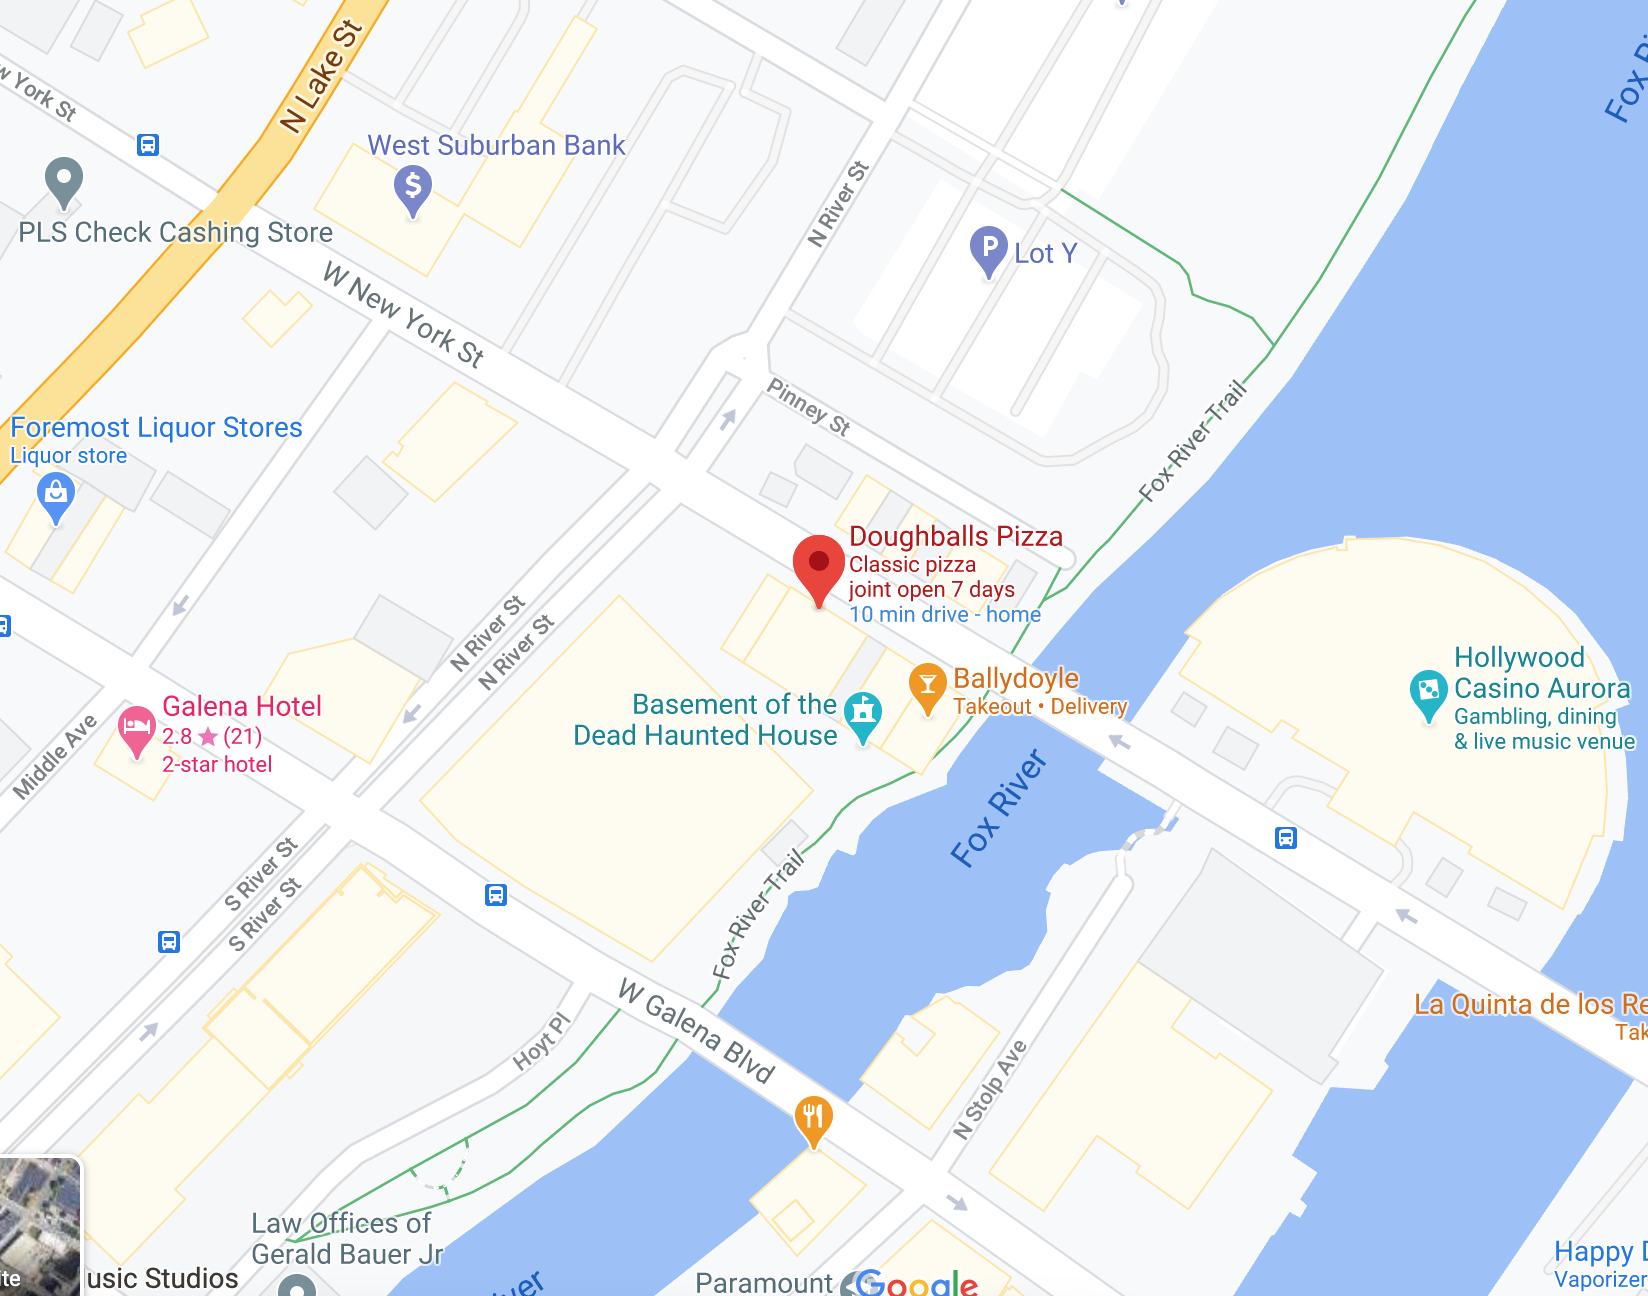 N Lake St
w York St
Fox Ri
West Suburban Bank
PLS Check Cashing Store
N River St
Lot Y
W New York St
Pinney St
Fox River Trail
Foremost Liquor Stores
Liquor store
Doughballs Pizza
Classic pizza
joint open 7 days
10 min drive - home
N River St
N River St
Hollywood
Casino Aurora
Gambling, dining
& live music venue
Ballydoyle
Takeout • Delivery
Basement of the
Dead Haunted House
Galena Hotel
2.8 ★ (21)
2-star hotel
Middle Ave
Fox River
S River St
S River St
Fox River Trail
W Galena Blvd
La Quinta de los Re
Tak
Hoyt Pl
N Stolp Ave
Law Offices of
Gerald Bauer Jr
Happy D
Vaporizer
ite
usic Studios
iver
Paramount
Google